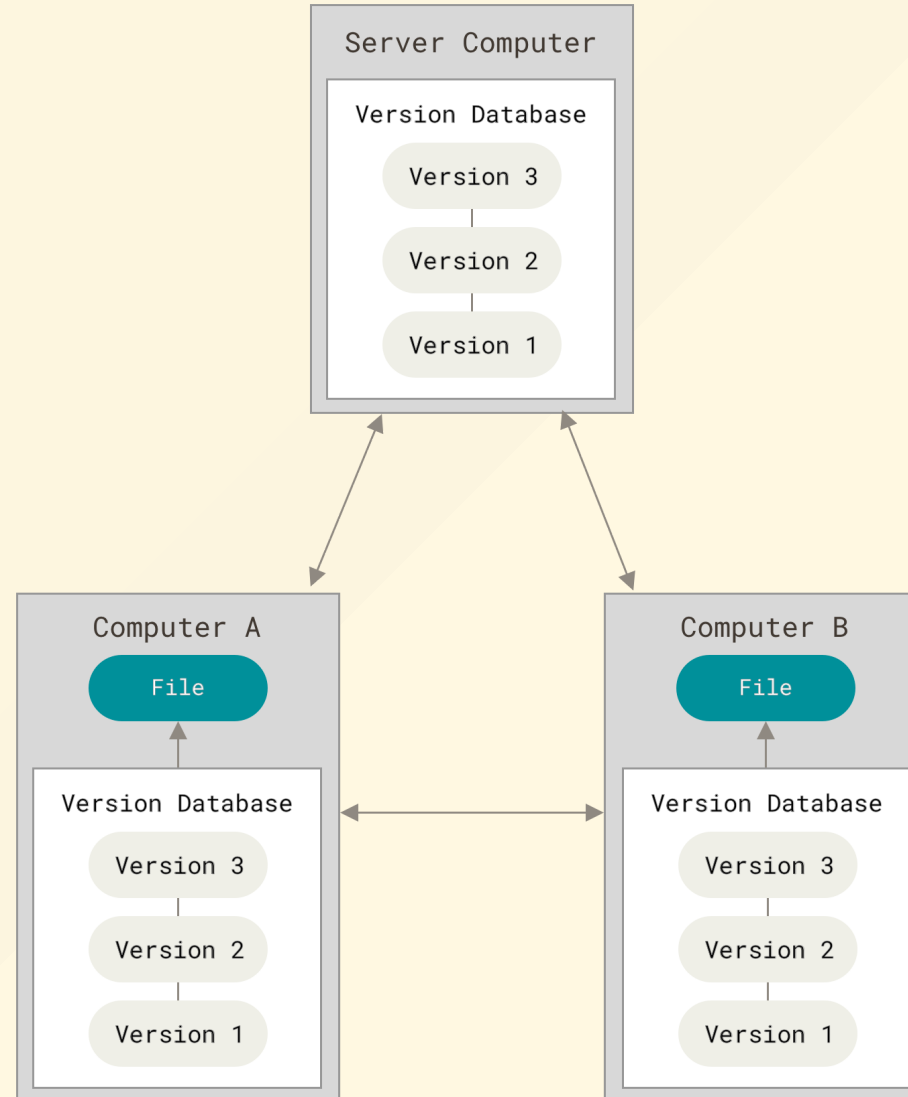 Server Computer
Version Database
Version 3
Version 2
Version 1
Computer A
File
Version Database
Version 3
Version 2
Version 1
Computer B
File
Version Database
Version 3
Version 2
Version 1